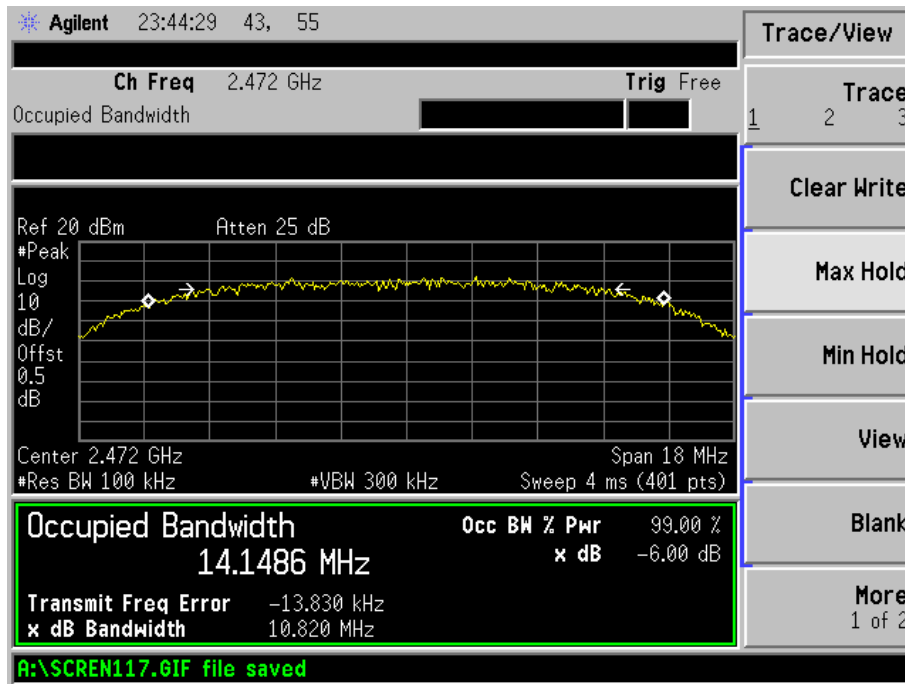 Agilent 23:44:29 43, 55
Trace/View
Ch Freq 2.472 GHz Trig Free
Occupied Bandwidth
Trace
1 2 3
Clear Write
Max Hold
Min Hold
View
Blank
More
1 of 2
Ref 20 dBm Atten 25 dB
#Peak
Log
10
dB/
Offst
0.5
dB
Center 2.472 GHz Span 18 MHz
#Res BW 100 kHz #VBW 300 kHz Sweep 4 ms (401 pts)
Occupied Bandwidth Occ BW % Pwr 99.00 %
14.1486 MHz x dB -6.00 dB
Transmit Freq Error -13.830 kHz
x dB Bandwidth 10.820 MHz
A:\SCREN117.GIF file saved